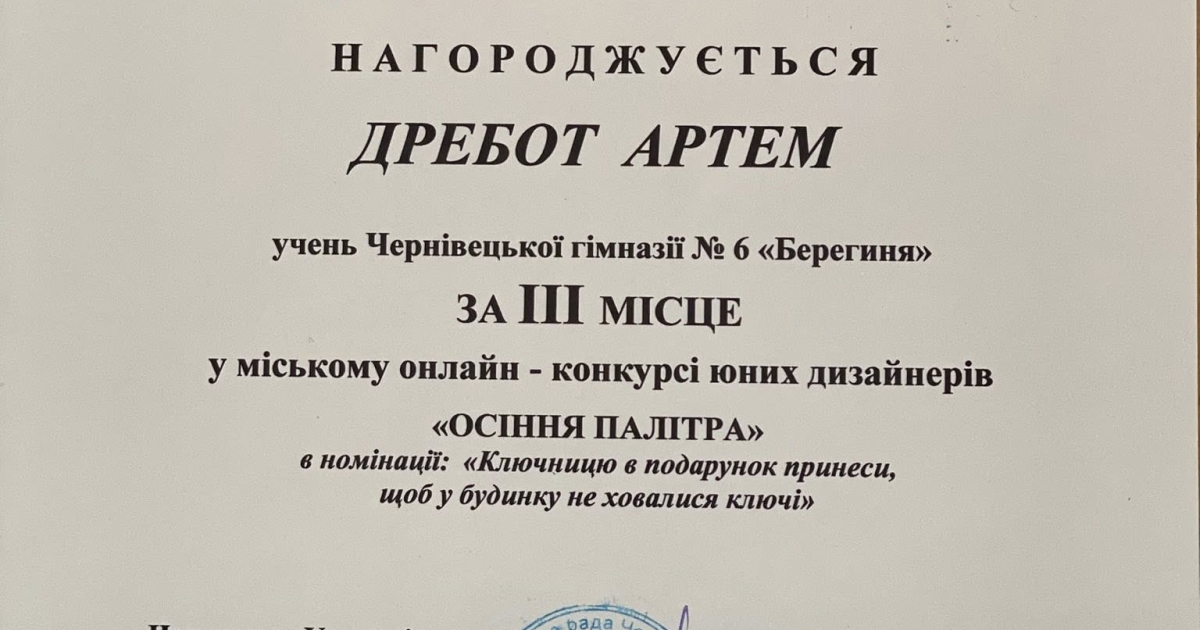 НАГОРОДЖУЄТЬСЯ
ДРЕБОТ АРТЕМ
учень Чернівецької гімназії № 6 «Берегиня»
ЗА III МІСЦЕ
у міському онлайн - конкурсі юних дизайнерів
«ОСІННЯ ПАЛІТРА»
в номінації: «Ключницю в подарунок принеси,
щоб у будинку не ховалися ключі»
рада